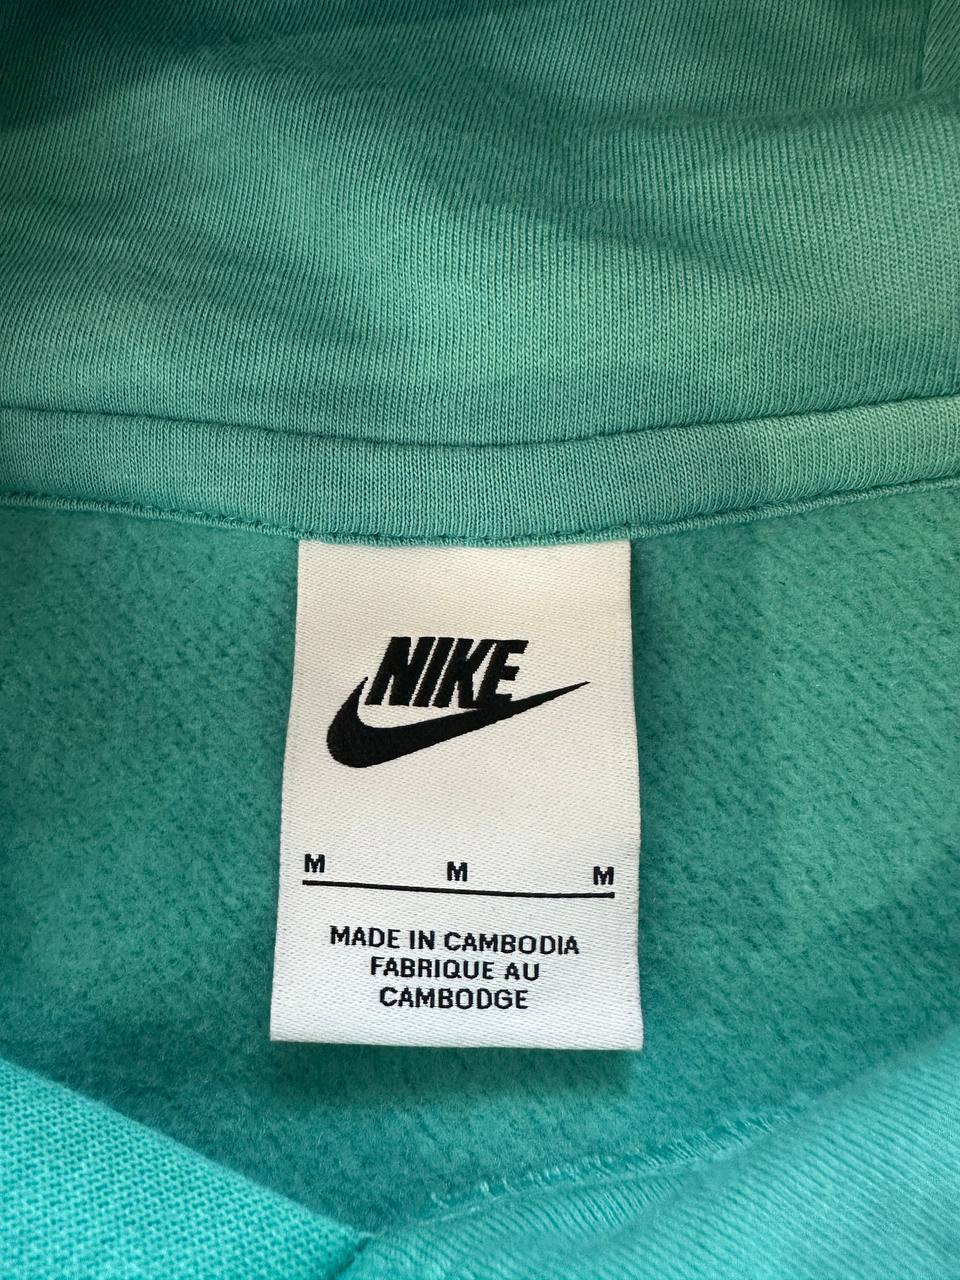 NIKE
M M M
MADE IN CAMBODIA
FABRIQUE AU
CAMBODGE